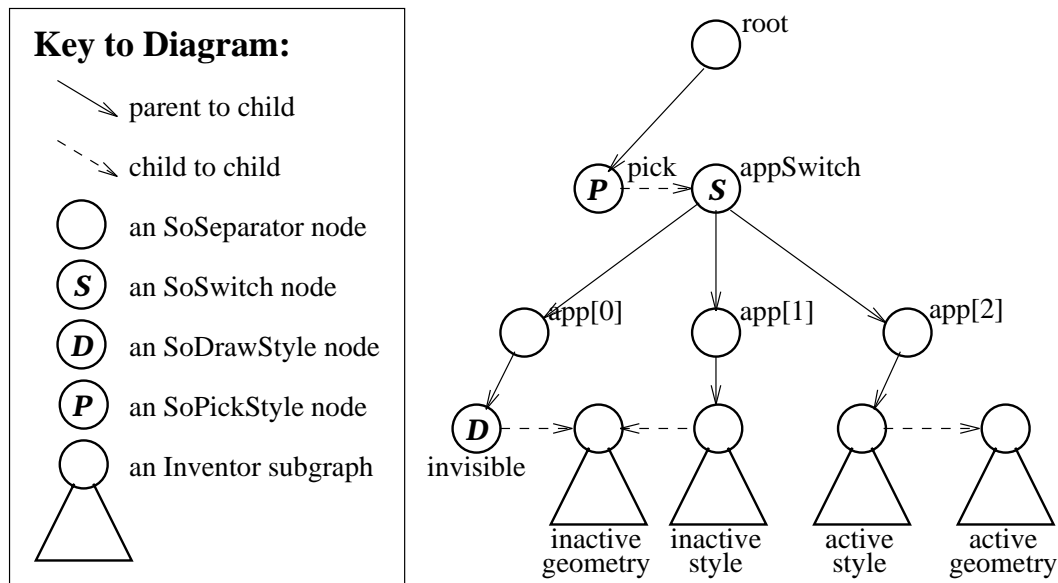 Key to Diagram:
parent to child
child to child
an SoSeparator node
S an SoSwitch node
D an SoDrawStyle node
P an SoPickStyle node
an Inventor subgraph
root
P pick S appSwitch
app[0] app[1] app[2]
D
invisible
inactive inactive active active
geometry style style geometry